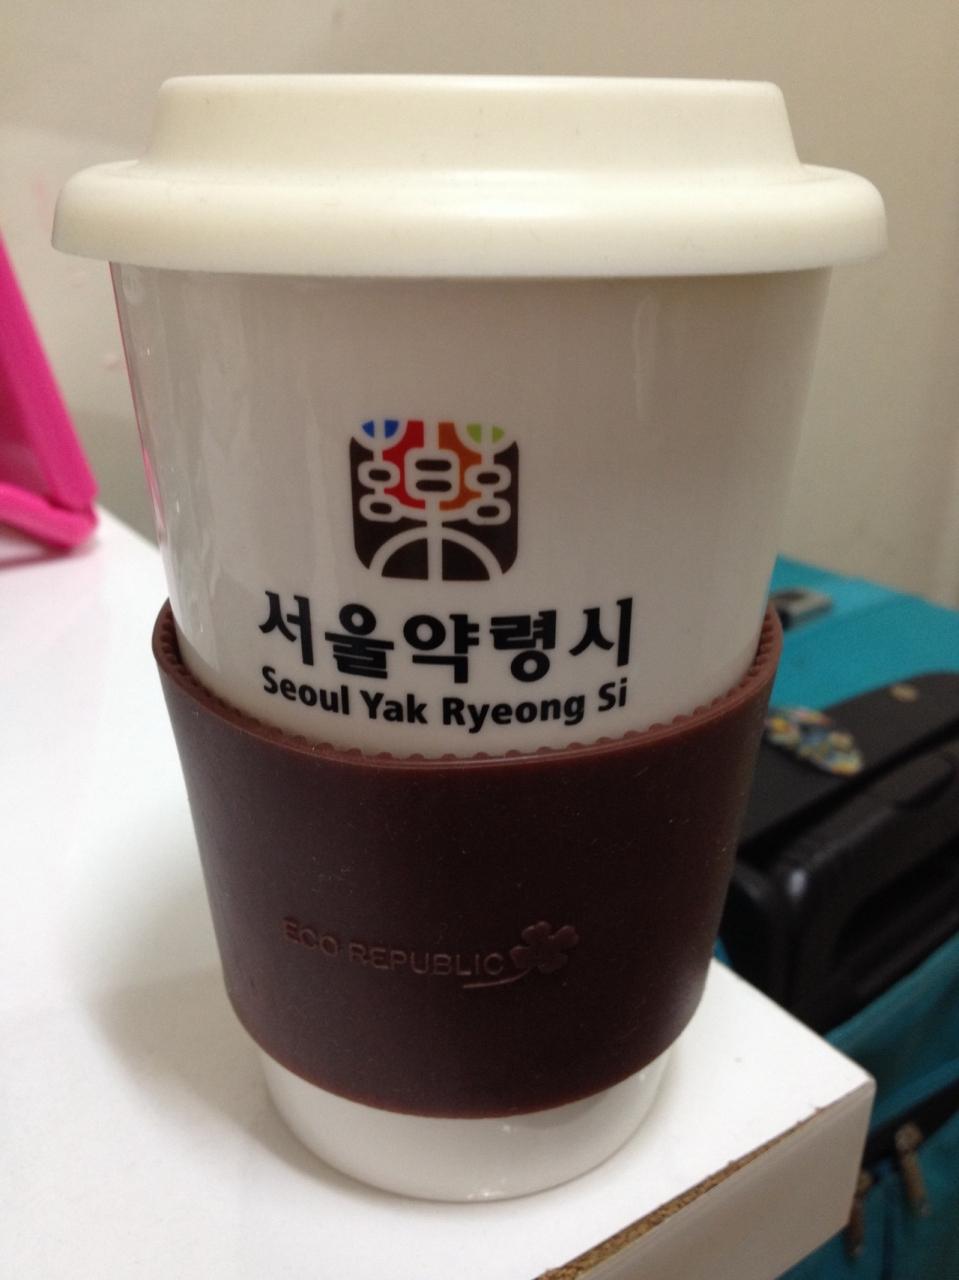 서울약령시
Seoul Yak Ryeong Si
ECO REPUBLIC